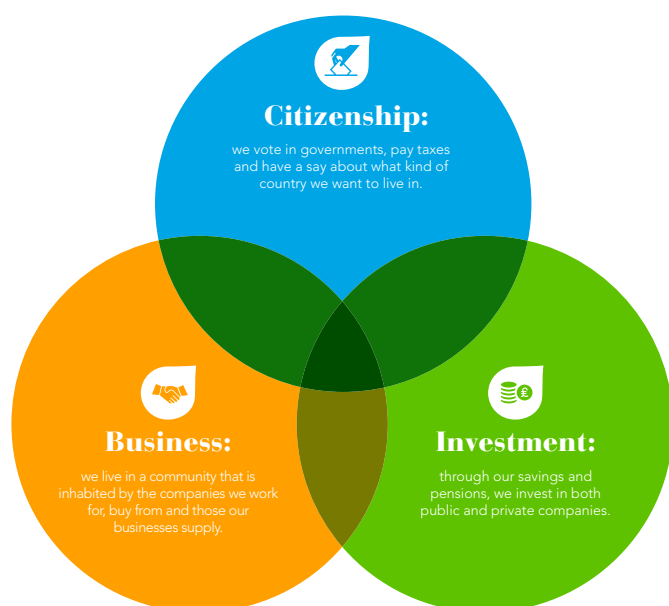 Citizenship:
we vote in governments, pay taxes
and have a say about what kind of
country we want to live in.
Business:
we live in a community that is
inhabited by the companies we work
for, buy from and those our
businesses supply.
£
Investment:
through our savings and
pensions, we invest in both
public and private companies.